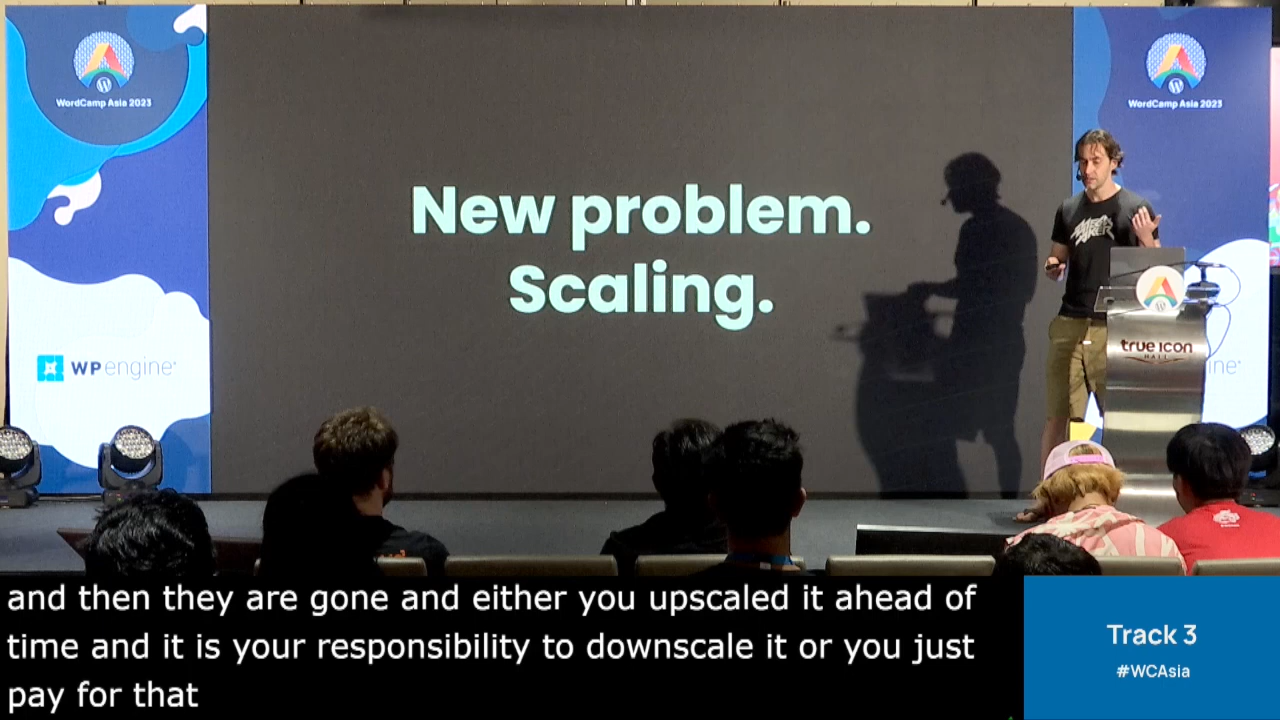 WordCamp Asia 2023
WordCamp Asia 2023
New problem.
Scaling.
WP engine
true icon
HALL
ine
and then they are gone and either you upscaled it ahead of
time and it is your responsibility to downscale it or you just
pay for that
Track 3
#WCAsia